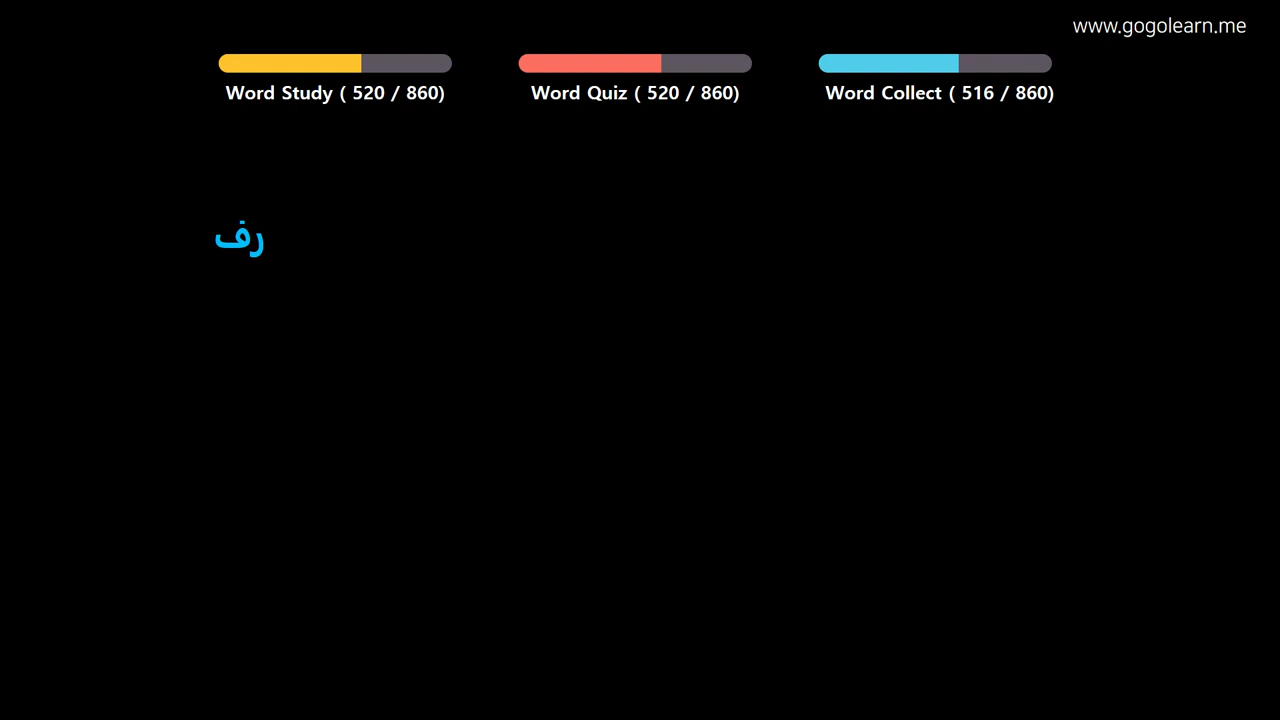 www.gogolearn.me
Word Study ( 520 / 860)
Word Quiz ( 520 / 860)
Word Collect ( 516 / 860)
رف